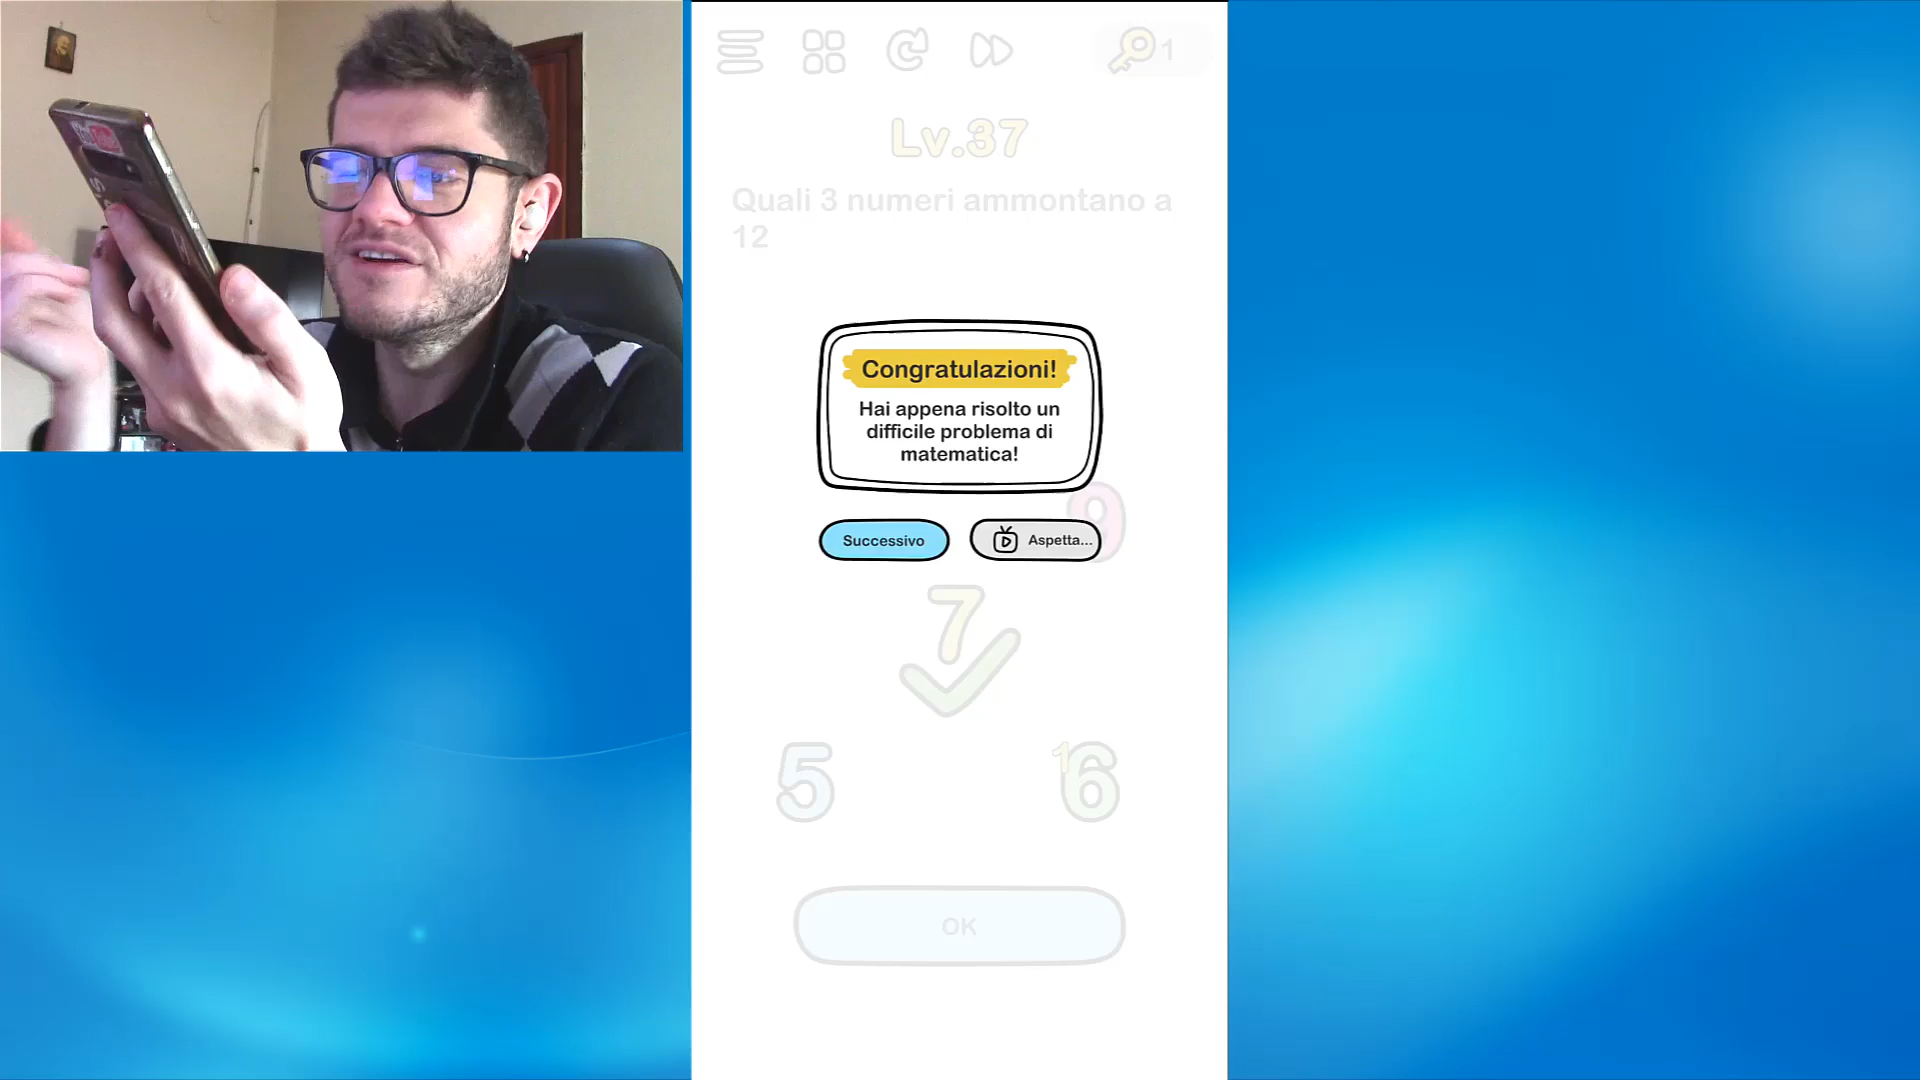 1
Lv.37
Quali 3 numeri ammontano a
12
Congratulazioni!
Hai appena risolto un
difficile problema di
matematica!
9
Successivo
Aspetta...
7
5
1
6
OK